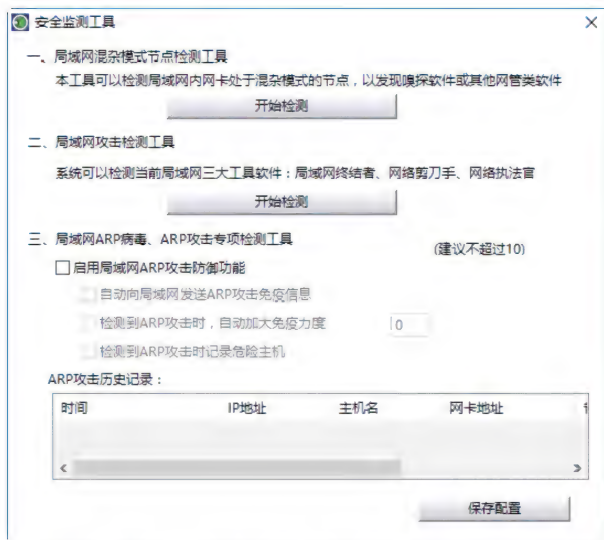 安全监测工具
一、局域网混杂模式节点检测工具
本工具可以检测局域网内网卡处于混杂模式的节点，以发现嗅探软件或其他网管类软件
开始检测
二、局域网攻击检测工具
系统可以检测当前局域网三大工具软件：局域网终结者、网络剪刀手、网络执法官
开始检测
三、局域网ARP病毒、ARP攻击专项检测工具
(建议不超过10)
启用局域网ARP攻击防御功能
自动向局域网发送ARP攻击免疫信息
检测到ARP攻击时，自动加大免疫力度 0
检测到ARP攻击时记录危险主机
ARP攻击历史记录：
时间 IP地址 主机名 网卡地址
保存配置